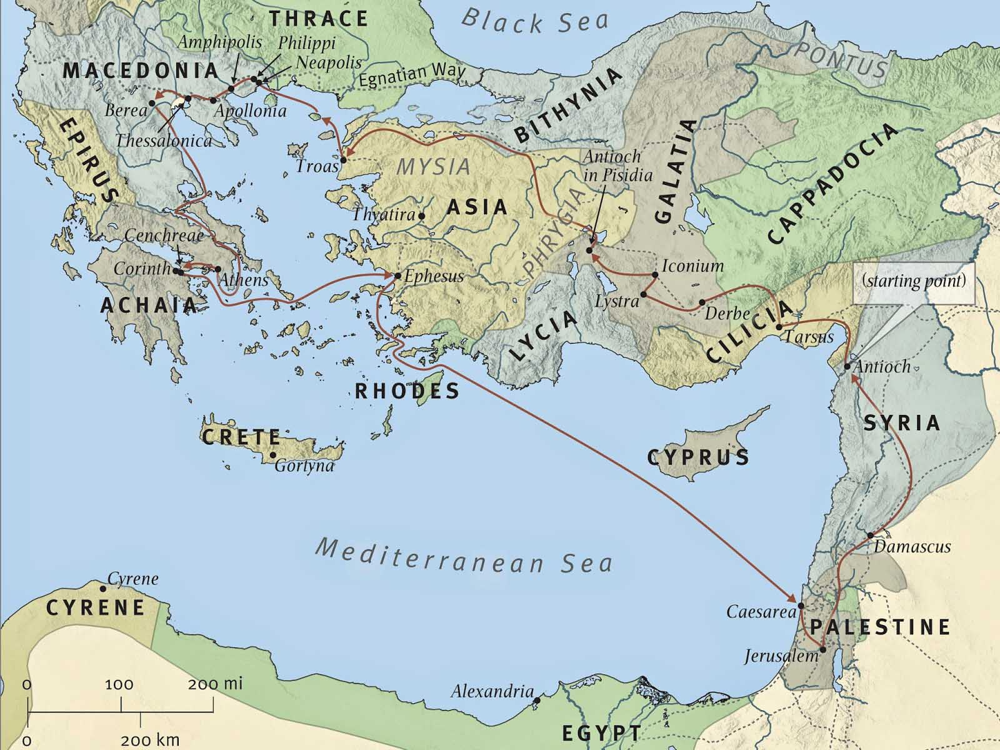 THRACE
Black Sea
Amphipolis
Philippi
Neapolis
MACEDONIA
Egnatian Way
PONTUS
BITHYNIA
Berea
Apollonia
Thessalonica
EPIRUS
GALATIA
CAPPADOCIA
Antioch
in Pisidia
Troas
MYSIA
ASIA
Thyatira
PHRYGIA
Cenchreae
Corinth
Athens
Ephesus
Iconium
(starting point)
Lystra
Derbe
ACHAIA
LYCIA
CILICIA
Tarsus
Antioch
RHODES
SYRIA
CRETE
Gortyna
CYPRUS
Mediterranean Sea
Damascus
Cyrene
CYRENE
Caesarea
PALESTINE
Jerusalem
0 100 200 mi
0 200 km
Alexandria
EGYPT